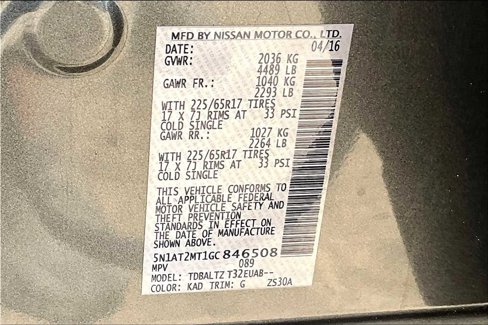 MFD BY NISSAN MOTOR CO., LTD.
DATE: 04/16
GVWR: 2036 KG
4489 LB
GAWR FR.: 1040 KG
2293 LB
WITH 225/65R17 TIRES
17 X 7J RIMS AT 33 PSI
COLD SINGLE
GAWR RR.: 1027 KG
2264 LB
WITH 225/65R17 TIRES
17 X 7J RIMS AT 33 PSI
COLD SINGLE
THIS VEHICLE CONFORMS TO
ALL APPLICABLE FEDERAL
MOTOR VEHICLE SAFETY AND
THEFT PREVENTION
STANDARDS IN EFFECT ON
THE DATE OF MANUFACTURE
SHOWN ABOVE.
5N1AT2MT1GC846508
MPV 089
MODEL: TDBALTZ T32EUAB--
COLOR: KAD TRIM: G ZS30A